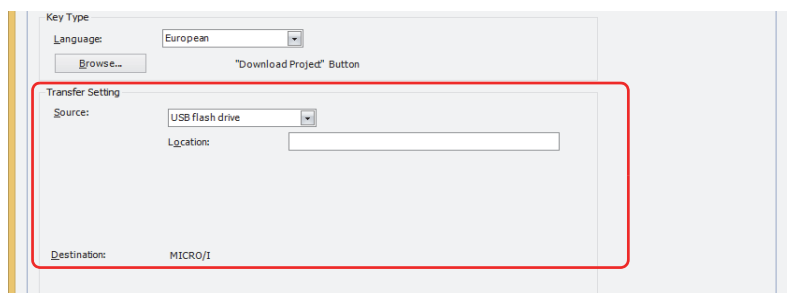 Key Type
Language: European
Browse... "Download Project" Button
Transfer Setting
Source: USB flash drive
Location:
Destination: MICRO/I